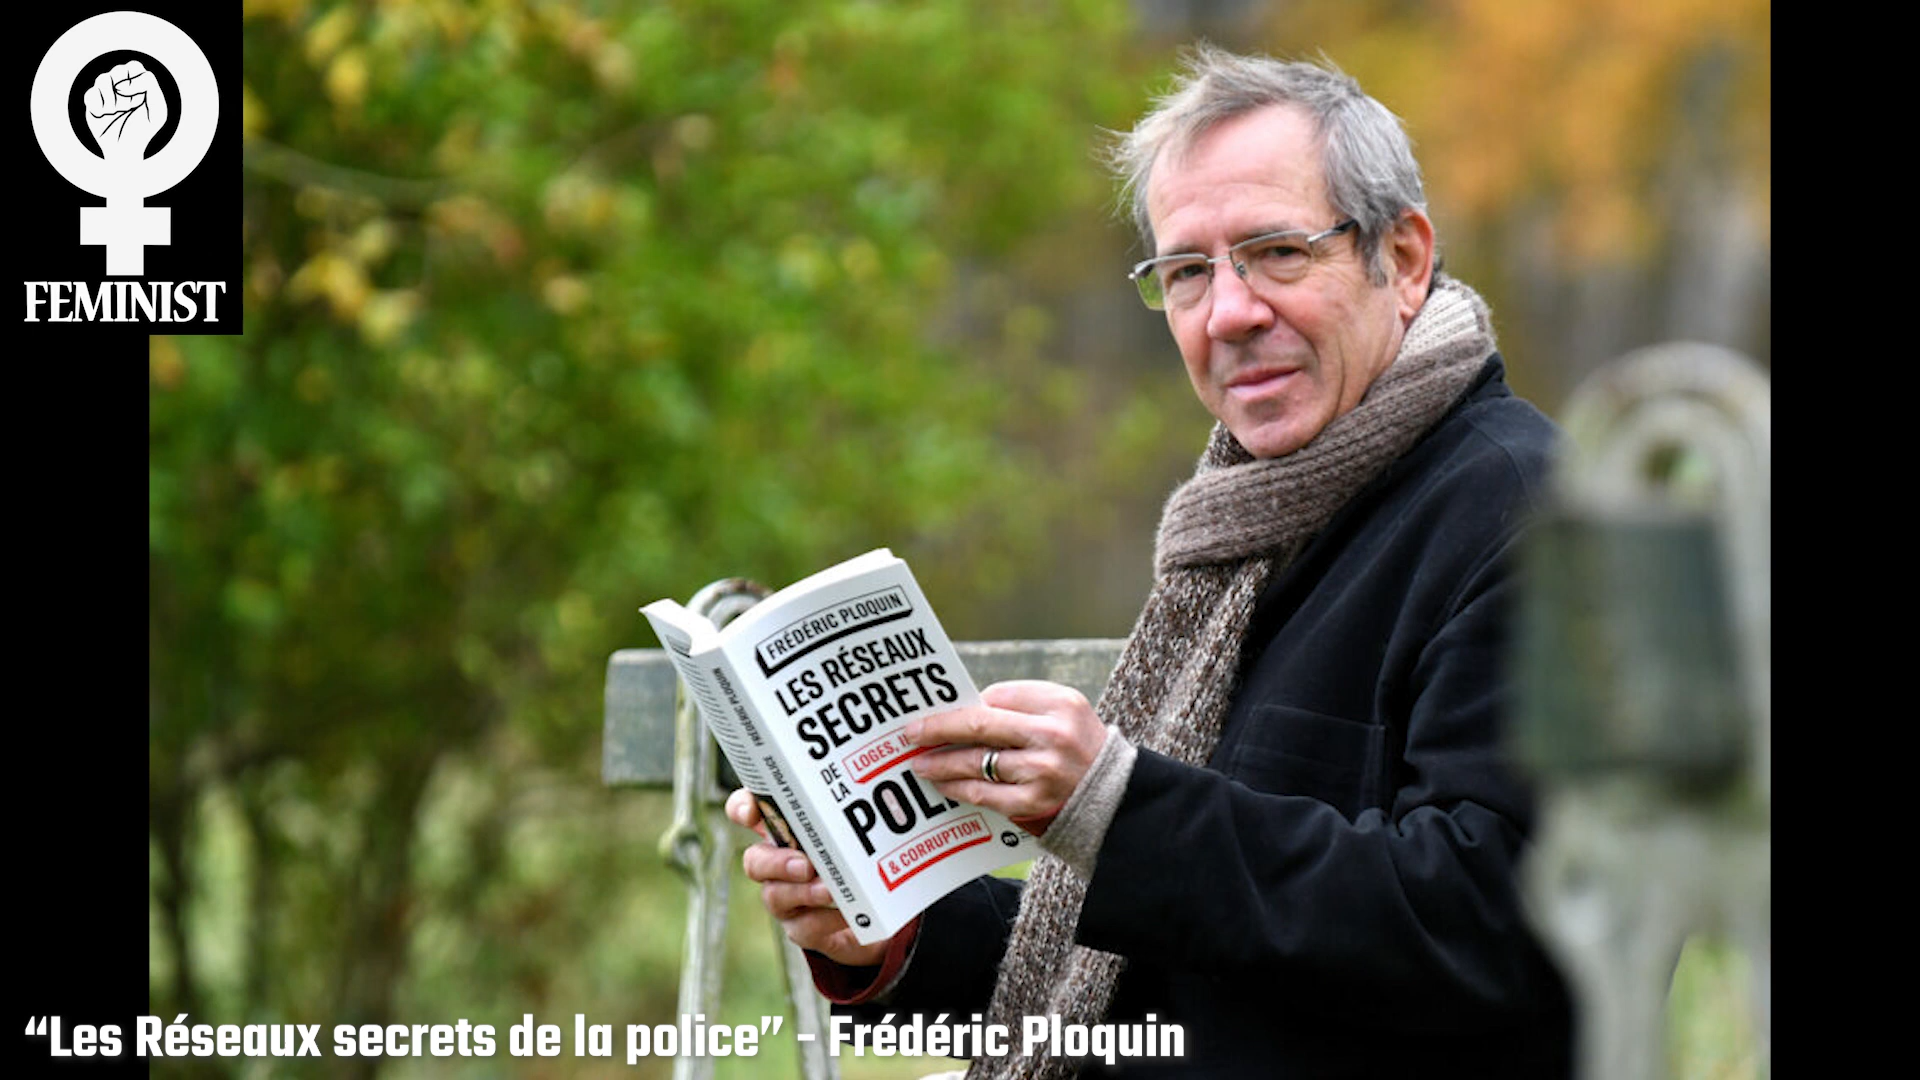 FEMINIST
FRÉDÉRIC PLOQUIN
LES RÉSEAUX
SECRETS
DE
LA
LOGES,
& CORRUPTION
FRÉDÉRIC PLOQUIN
LES RÉSEAUX SECRETS DE LA POLICE
“Les Réseaux secrets de la police” - Frédéric Ploquin